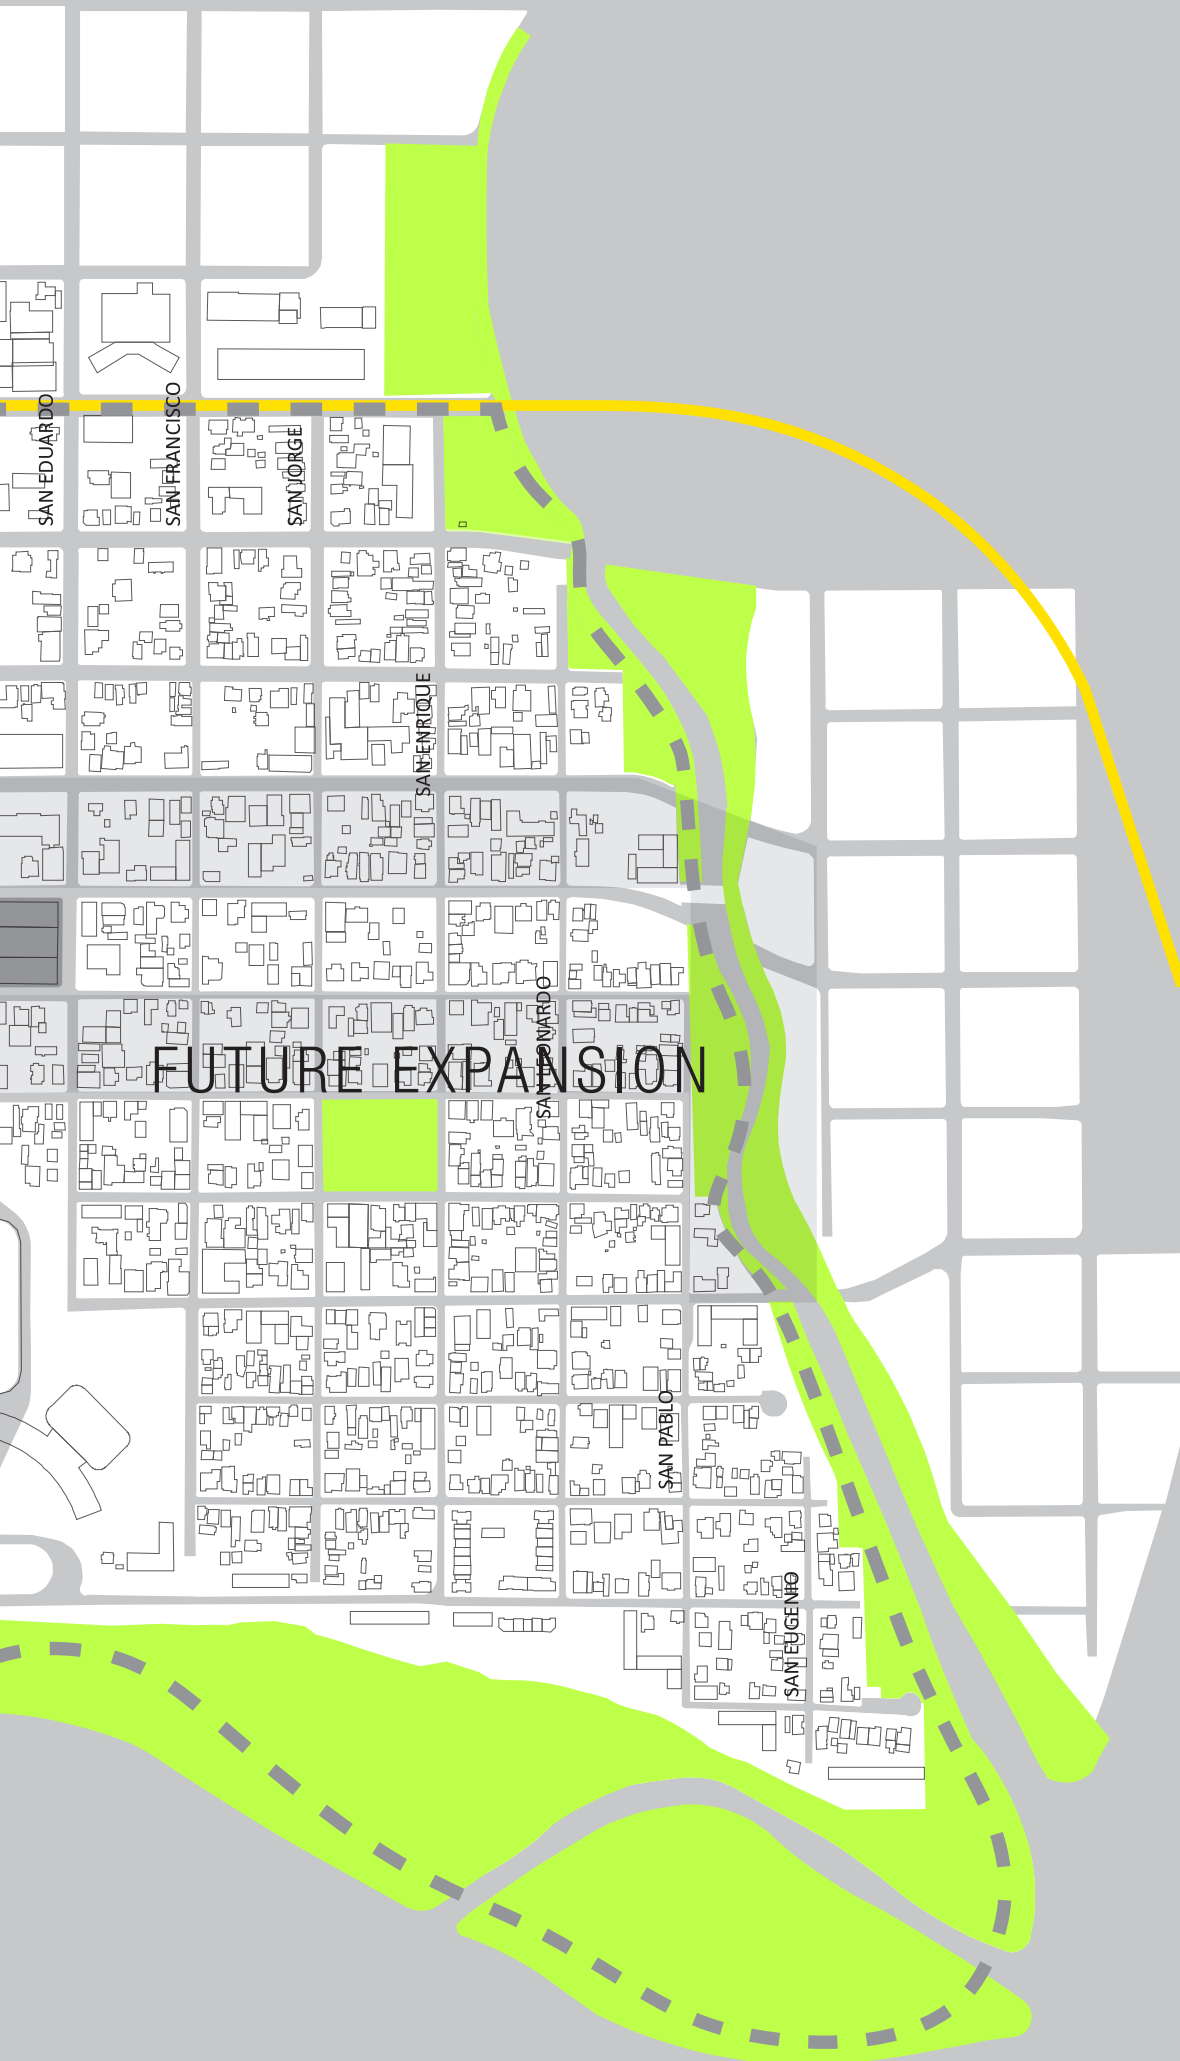 SAN EDUARDO
SAN FRANCISCO
SAN JORGE
SAN ENRIQUE
SAN LEONARDO
FUTURE EXPANSION
SAN PABLO
SAN EUGENIO